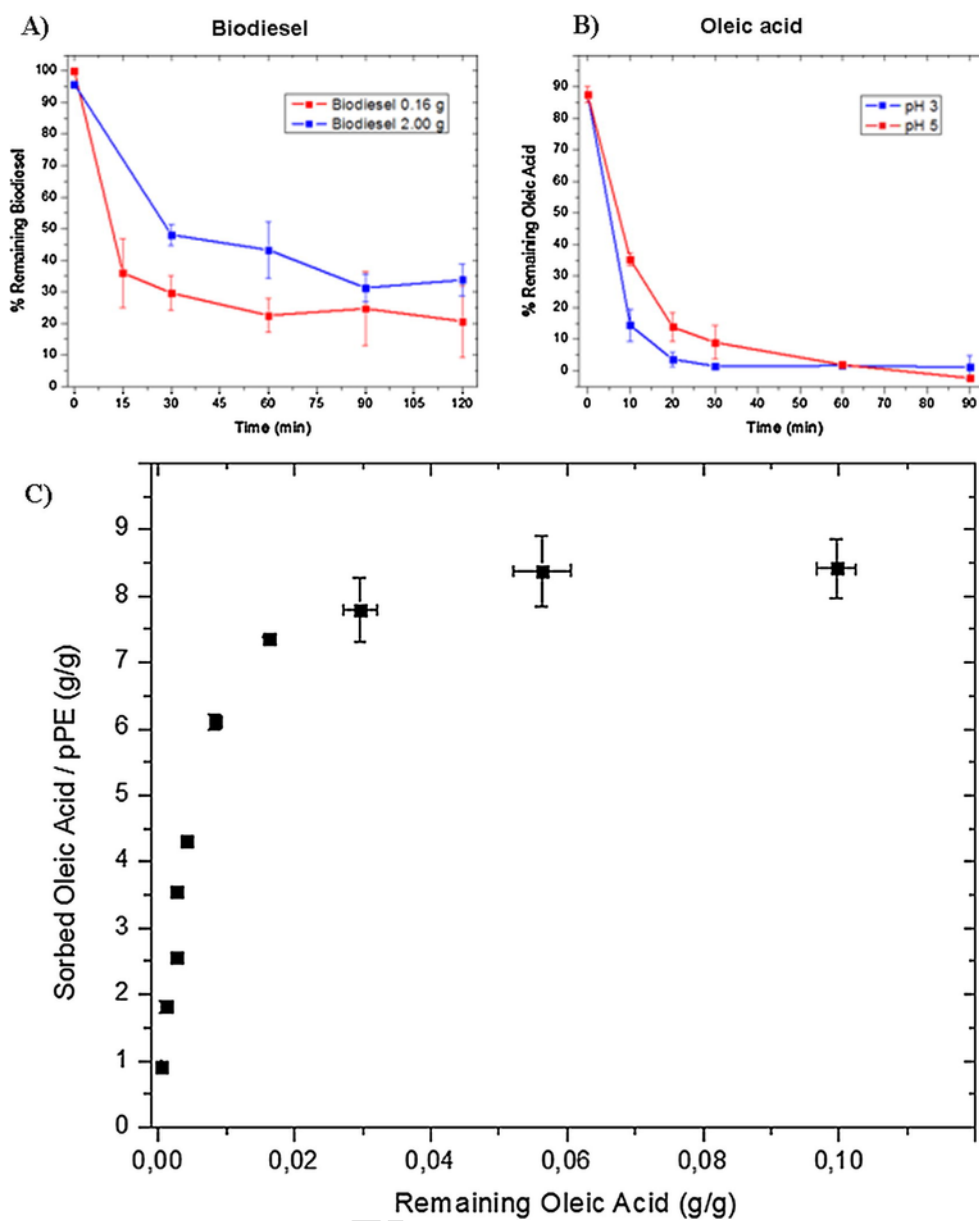 A)
Biodiesel
% Remaining Biodiesel
100
90
80
70
60
50
40
30
20
10
0
Biodiesel 0.16 g
Biodiesel 2.00 g
0 15 30 45 60 75 90 105 120
Time (min)
B)
Oleic acid
% Remaining Oleic Acid
90
80
70
60
50
40
30
20
10
0
pH 3
pH 5
0 10 20 30 40 50 60 70 80 90
Time (min)
C)
Sorbed Oleic Acid / pPE (g/g)
9
8
7
6
5
4
3
2
1
0
0,00 0,02 0,04 0,06 0,08 0,10
Remaining Oleic Acid (g/g)